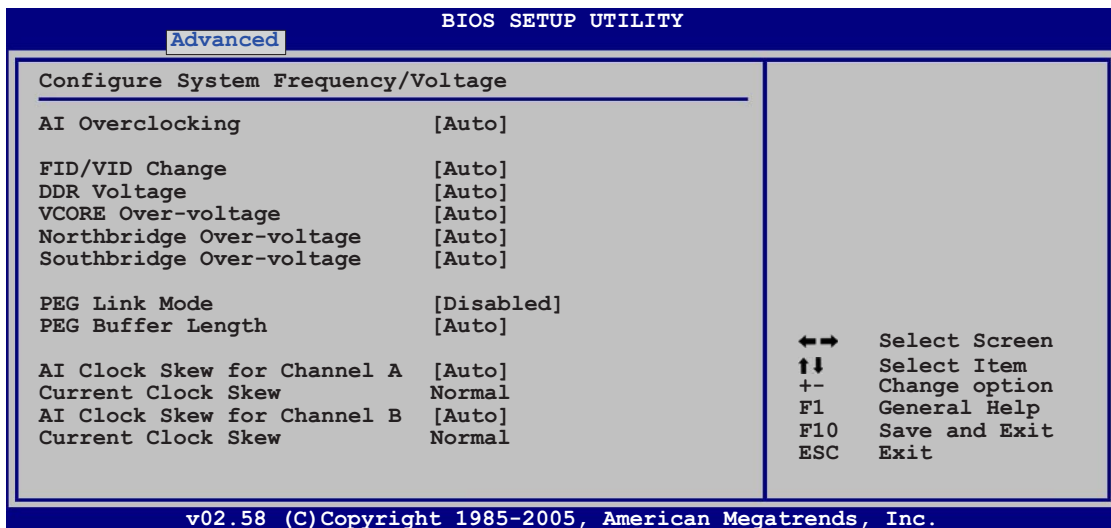 BIOS SETUP UTILITY
Advanced
Configure System Frequency/Voltage
AI Overclocking [Auto]
FID/VID Change [Auto]
DDR Voltage [Auto]
VCORE Over-voltage [Auto]
Northbridge Over-voltage [Auto]
Southbridge Over-voltage [Auto]
PEG Link Mode [Disabled]
PEG Buffer Length [Auto]
AI Clock Skew for Channel A [Auto]
Current Clock Skew Normal
AI Clock Skew for Channel B [Auto]
Current Clock Skew Normal
←→ Select Screen
↑↓ Select Item
+- Change option
F1 General Help
F10 Save and Exit
ESC Exit
v02.58 (C)Copyright 1985-2005, American Megatrends, Inc.